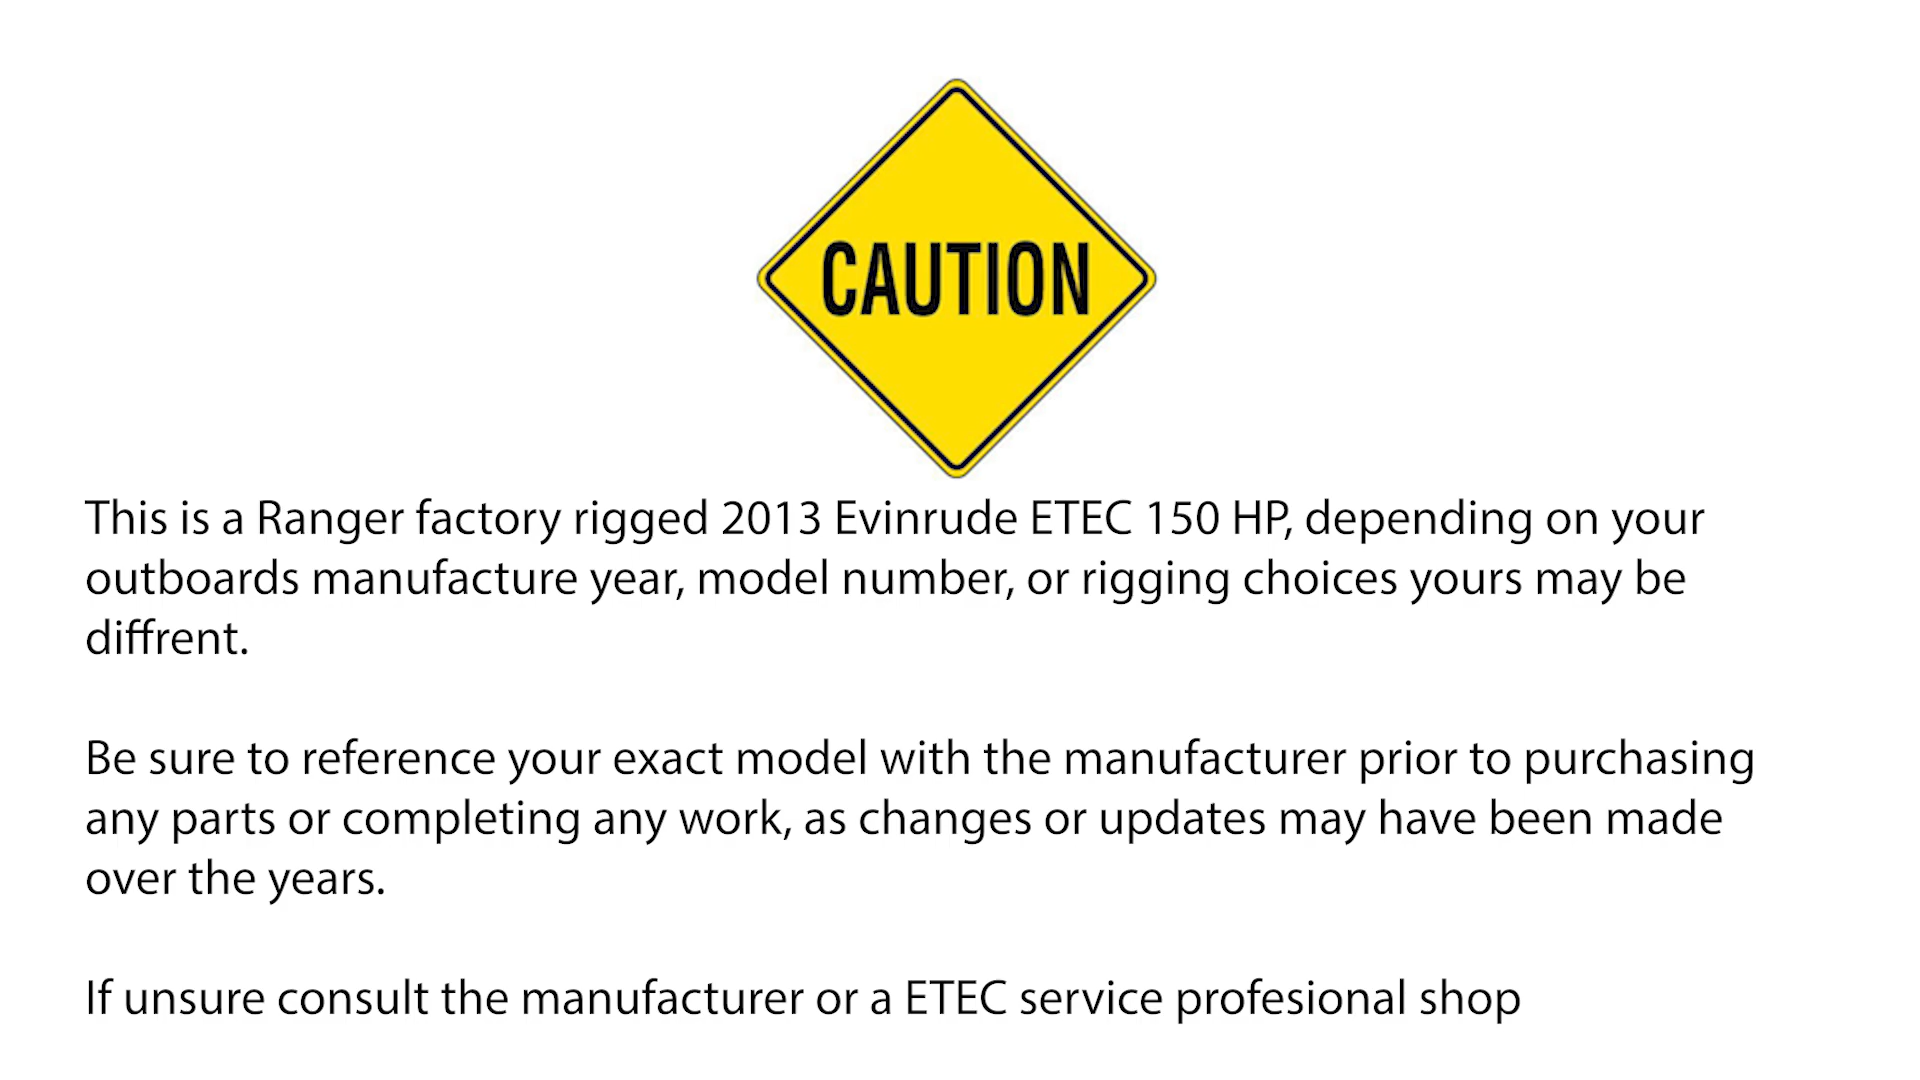 CAUTION
This is a Ranger factory rigged 2013 Evinrude ETEC 150 HP, depending on your
outboards manufacture year, model number, or rigging choices yours may be
diffrent.
Be sure to reference your exact model with the manufacturer prior to purchasing
any parts or completing any work, as changes or updates may have been made
over the years.
If unsure consult the manufacturer or a ETEC service profesional shop